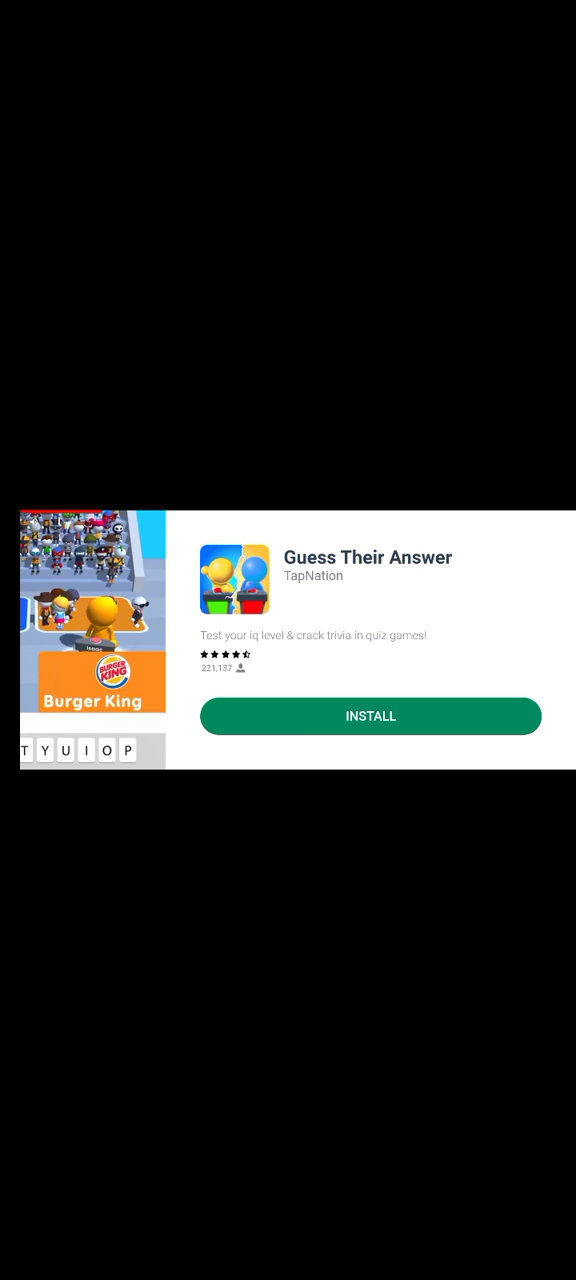 Guess Their Answer
TapNation
Test your iq level & crack trivia in quiz games!
221,137
INSTALL
ISAAC
BURGER
KING
Burger King
T Y U I O P